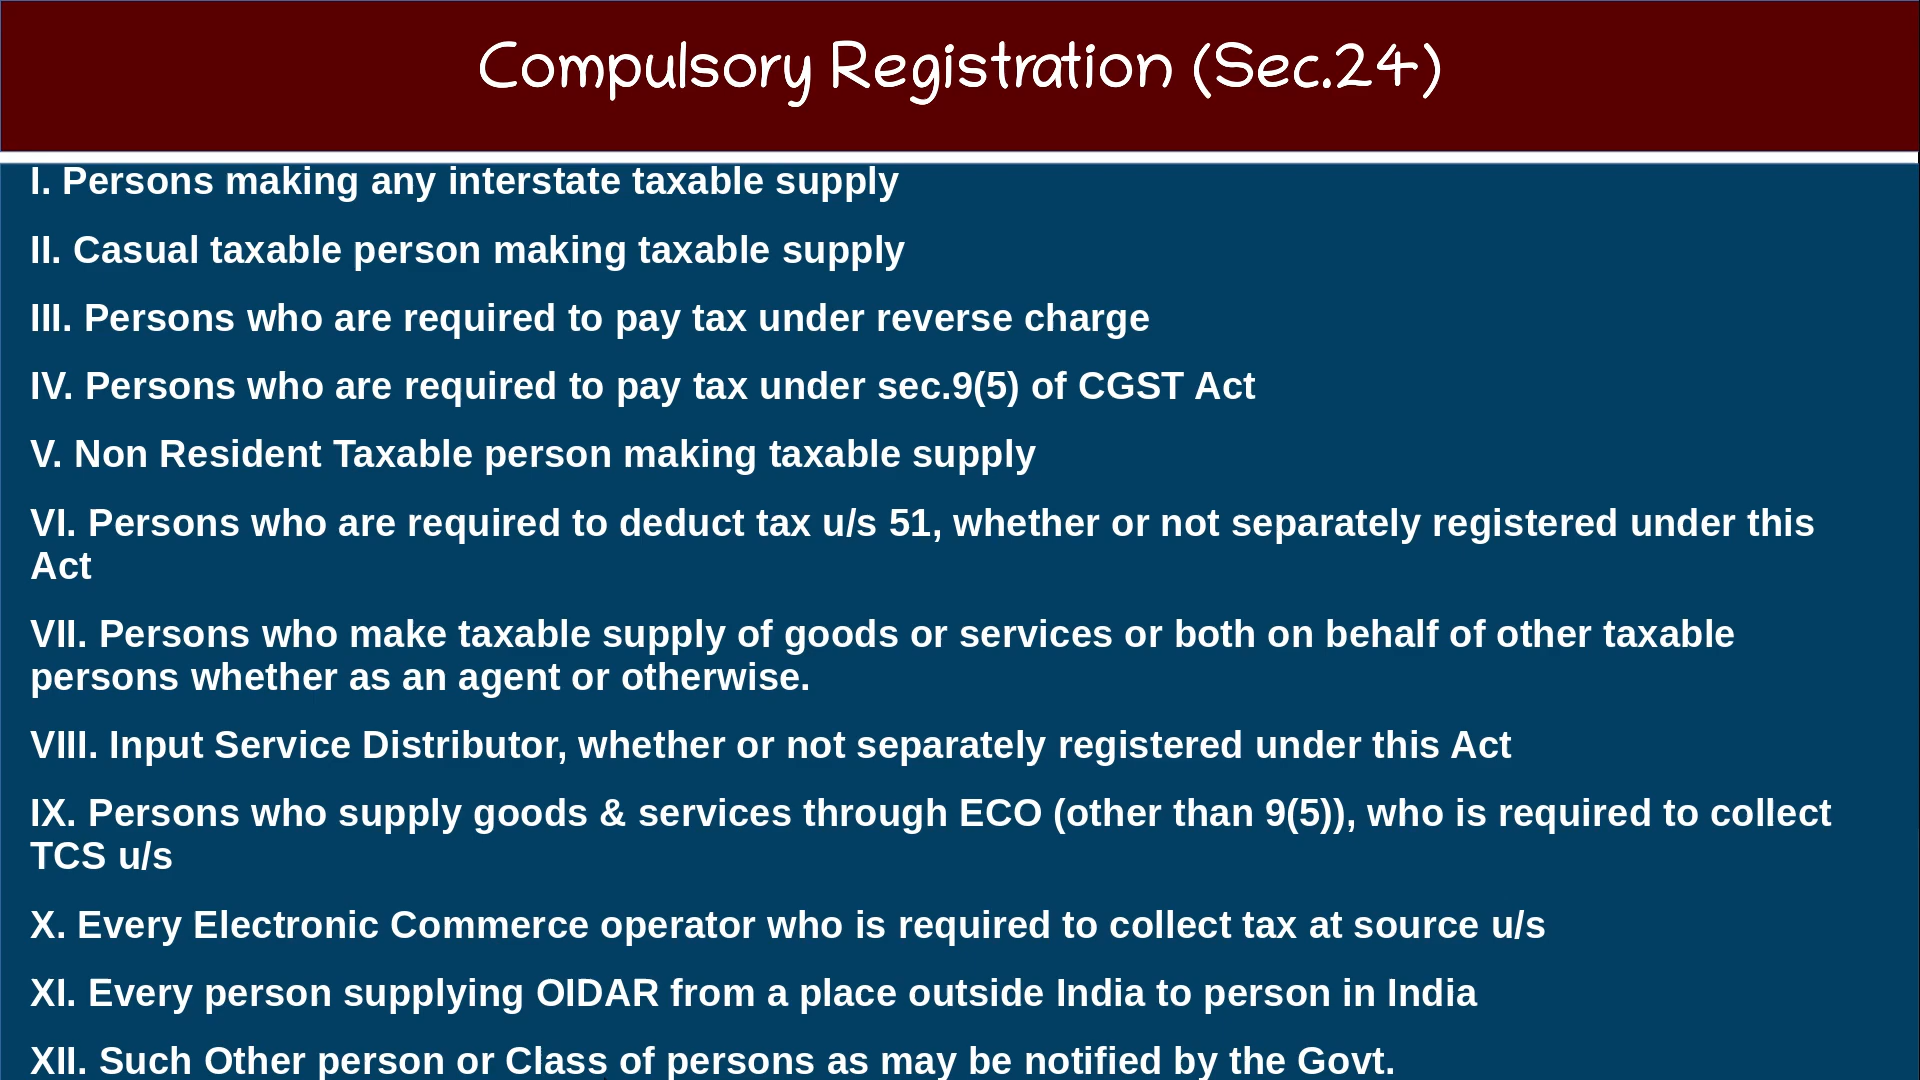 Compulsory Registration (Sec.24)
I. Persons making any interstate taxable supply
II. Casual taxable person making taxable supply
III. Persons who are required to pay tax under reverse charge
IV. Persons who are required to pay tax under sec.9(5) of CGST Act
V. Non Resident Taxable person making taxable supply
VI. Persons who are required to deduct tax u/s 51, whether or not separately registered under this
Act
VII. Persons who make taxable supply of goods or services or both on behalf of other taxable
persons whether as an agent or otherwise.
VIII. Input Service Distributor, whether or not separately registered under this Act
IX. Persons who supply goods & services through ECO (other than 9(5)), who is required to collect
TCS u/s
X. Every Electronic Commerce operator who is required to collect tax at source u/s
XI. Every person supplying OIDAR from a place outside India to person in India
XII. Such Other person or Class of persons as may be notified by the Govt.